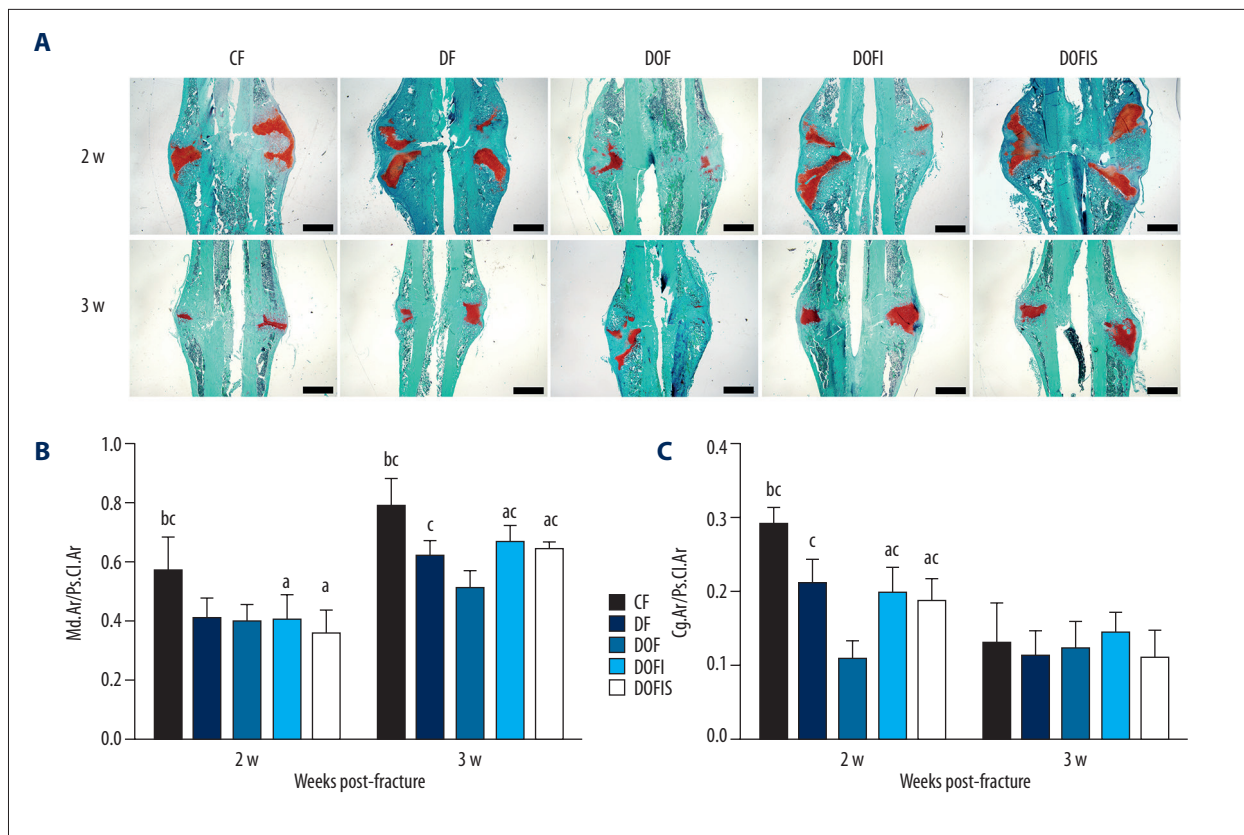 A
CF DF DOF DOFI DOFIS
2 w
3 w
B
Md.Ar/Ps.Cl.Ar
1.0
0.8
0.6
0.4
0.2
0.0
bc
a
a
bc
c
ac
ac
2 w 3 w
Weeks post-fracture
CF
DF
DOF
DOFI
DOFIS
C
Cg.Ar/Ps.Cl.Ar
0.4
0.3
0.2
0.1
0.0
bc
c
ac
ac
2 w 3 w
Weeks post-fracture